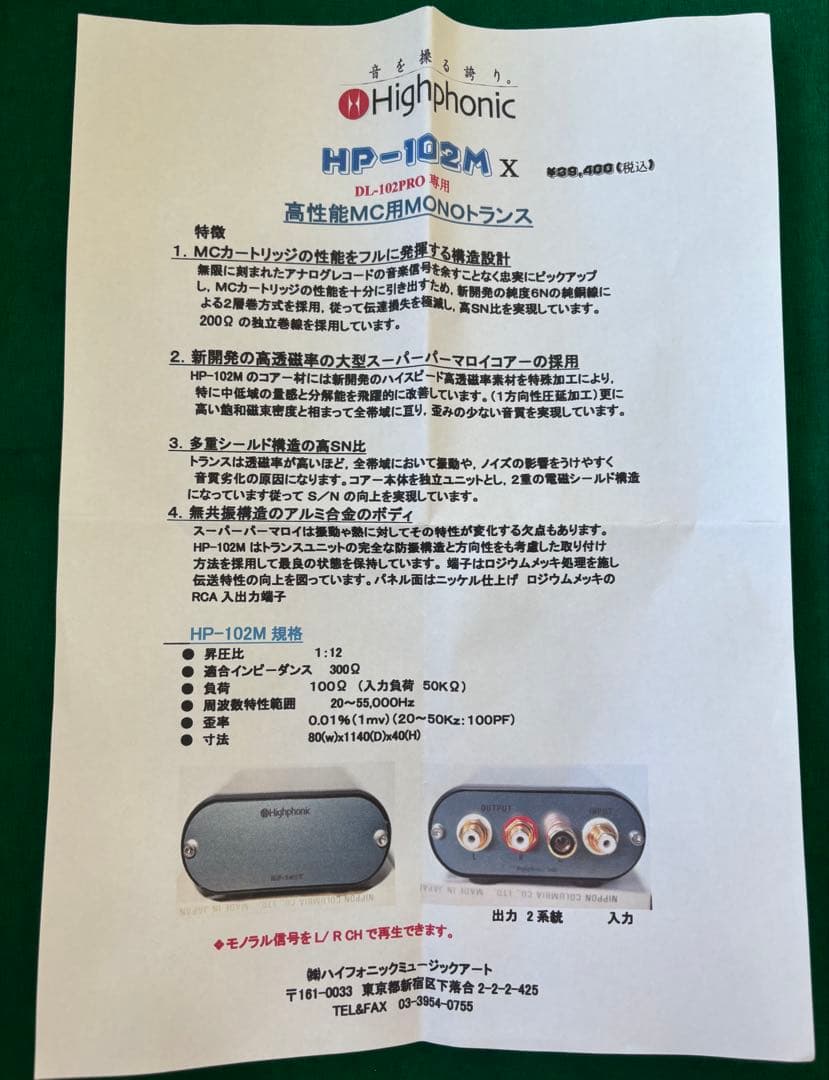 音を操る誇り。
Highphonic
HP-102M X ¥39,400(税込)
DL-102PRO 専用
高性能MC用MONOトランス
特徴
1．MCカートリッジの性能をフルに発揮する構造設計
無限に刻まれたアナログレコードの音楽信号を余すことなく忠実にピックアップ
し，MCカートリッジの性能を十分に引き出すため，新開発の純度6Nの純銅線に
よる2層巻方式を採用，従って伝達損失を極減し，高SN比を実現しています。
200Ω の独立巻線を採用しています。
2．新開発の高透磁率の大型スーパーパーマロイコアーの採用
HP-102M のコアー材には新開発のハイスピード高透磁率素材を特殊加工により，
特に中低域の量感と分解能を飛躍的に改善しています。（1方向性圧延加工）更に
高い飽和磁束密度と相まって全帯域に亘り，歪みの少ない音質を実現しています。
3．多重シールド構造の高SN比
トランスは透磁率が高いほど，全帯域において振動や，ノイズの影響をうけやすく
音質劣化の原因になります。コアー本体を独立ユニットとし，2重の電磁シールド構造
になっています従って S／N の向上を実現しています。
4．無共振構造のアルミ合金のボディ
スーパーパマロイは振動や熱に対してその特性が変化する欠点もあります。
HP-102M はトランスユニットの完全な防振構造と方向性をも考慮した取り付け
方法を採用して最良の状態を保持しています。 端子はロジウムメッキ処理を施し
伝送特性の向上を図っています。パネル面はニッケル仕上げ ロジウムメッキの
RCA 入出力端子
HP-102M 規格
● 昇圧比 1：12
● 適合インピーダンス 300Ω
● 負荷 100Ω （入力負荷 50KΩ）
● 周波数特性範囲 20～55,000Hz
● 歪率 0.01％（1mv）（20～50Kz：100PF）
● 寸法 80(w)x1140(D)x40(H)
Highphonic
OUTPUT INPUT
L R
NIPPON COLUMBIA CO., LTD. MADE IN JAPAN
出力 2系統 入力
◆モノラル信号をL/ R CH で再生できます。
㈱ハイフォニックミュージックアート
〒161-0033 東京都新宿区下落合 2-2-2-425
TEL&FAX 03-3954-0755